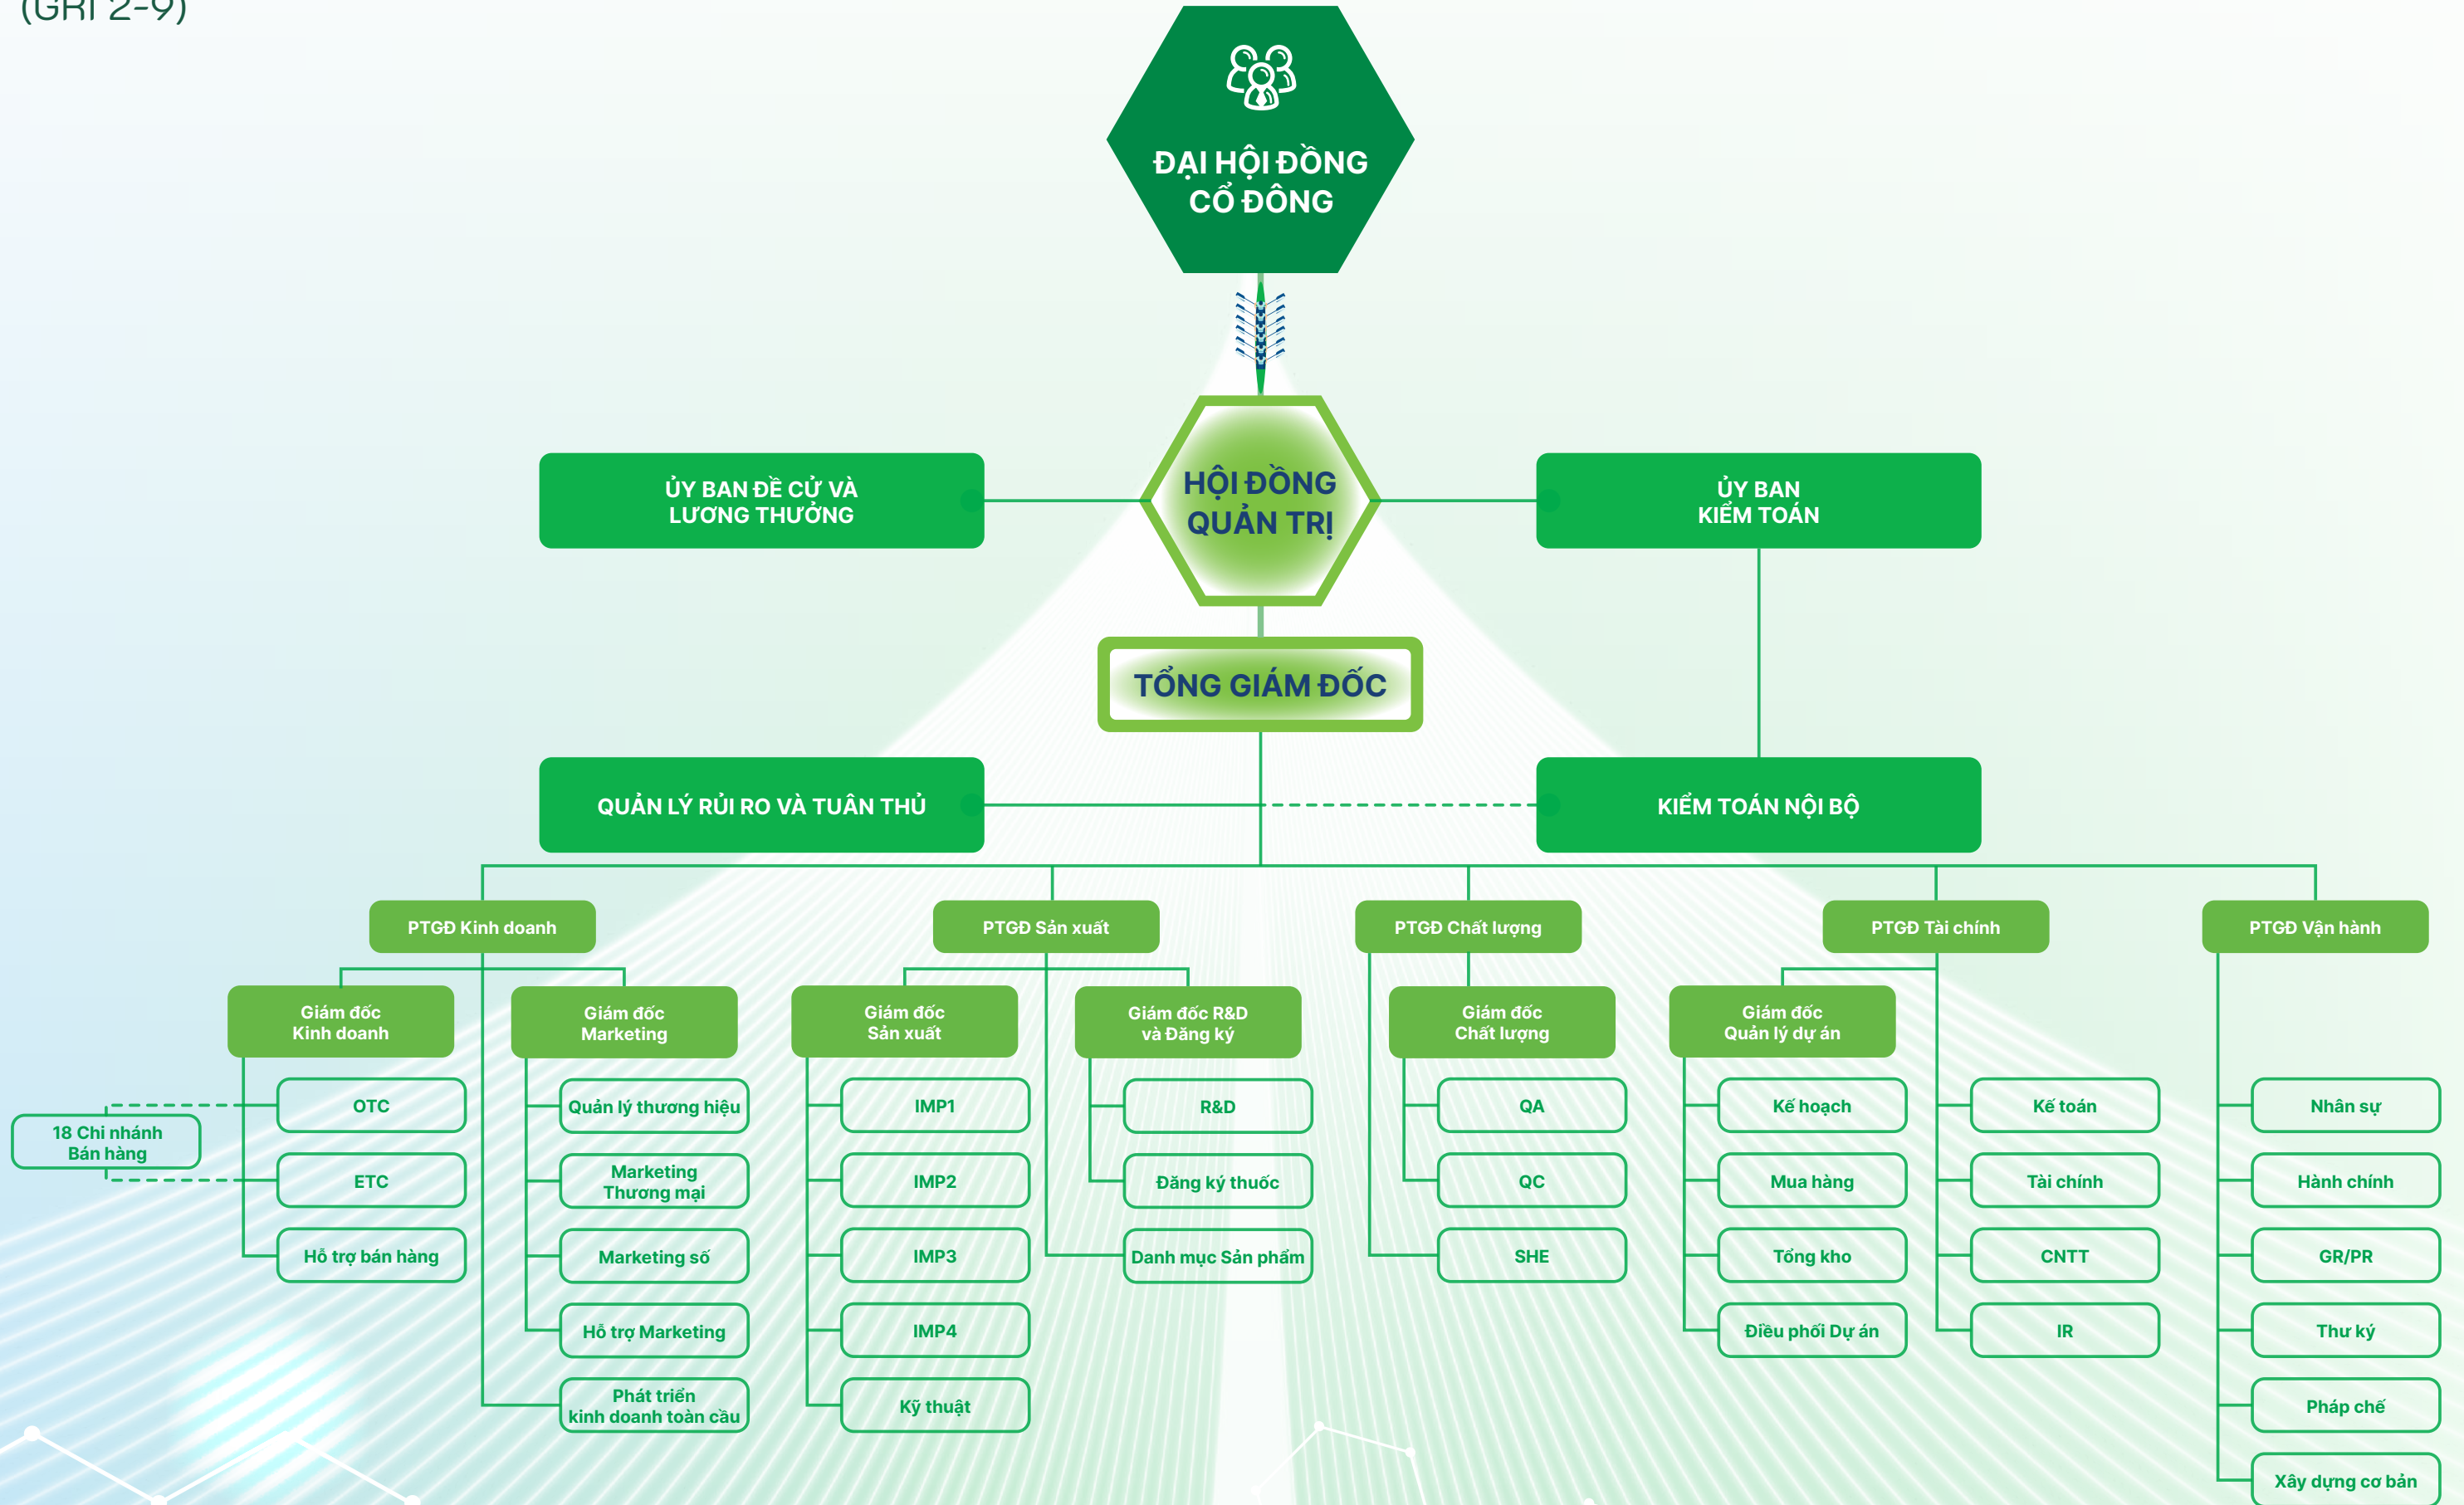 (GRI 2-9)
ĐẠI HỘI ĐỒNG
CỔ ĐÔNG
ỦY BAN ĐỀ CỬ VÀ
LƯƠNG THƯỞNG
HỘI ĐỒNG
QUẢN TRỊ
ỦY BAN
KIỂM TOÁN
TỔNG GIÁM ĐỐC
QUẢN LÝ RỦI RO VÀ TUÂN THỦ
KIỂM TOÁN NỘI BỘ
PTGĐ Kinh doanh
PTGĐ Sản xuất
PTGĐ Chất lượng
PTGĐ Tài chính
PTGĐ Vận hành
Giám đốc
Kinh doanh
Giám đốc
Marketing
Giám đốc
Sản xuất
Giám đốc R&D
và Đăng ký
Giám đốc
Chất lượng
Giám đốc
Quản lý dự án
18 Chi nhánh
Bán hàng
OTC
ETC
Hỗ trợ bán hàng
Quản lý thương hiệu
Marketing
Thương mại
Marketing số
Hỗ trợ Marketing
Phát triển
kinh doanh toàn cầu
IMP1
IMP2
IMP3
IMP4
Kỹ thuật
R&D
Đăng ký thuốc
Danh mục Sản phẩm
QA
QC
SHE
Kế hoạch
Mua hàng
Tổng kho
Điều phối Dự án
Kế toán
Tài chính
CNTT
IR
Nhân sự
Hành chính
GR/PR
Thư ký
Pháp chế
Xây dựng cơ bản